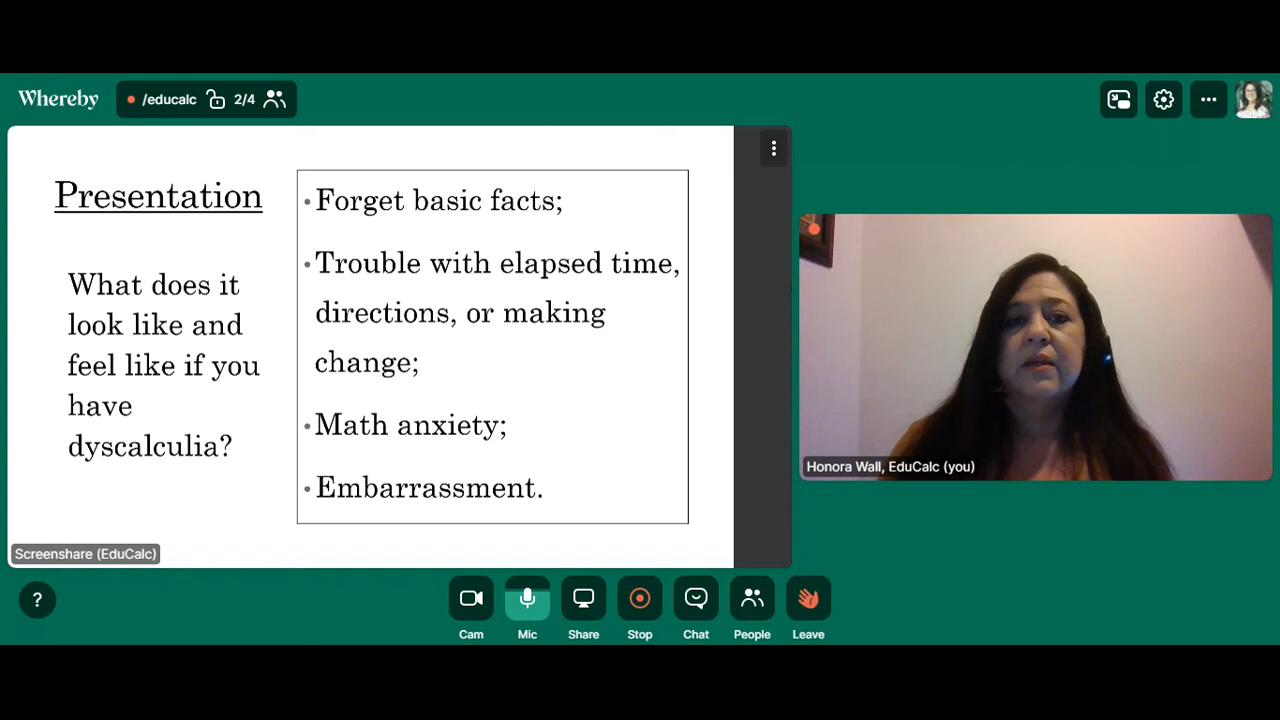 Whereby
/educalc
2/4
Presentation
What does it
look like and
feel like if you
have
dyscalculia?
• Forget basic facts;
• Trouble with elapsed time,
directions, or making
change;
• Math anxiety;
• Embarrassment.
Screenshare (EduCalc)
Honora Wall, EduCalc (you)
?
Cam
Mic
Share
Stop
Chat
People
Leave